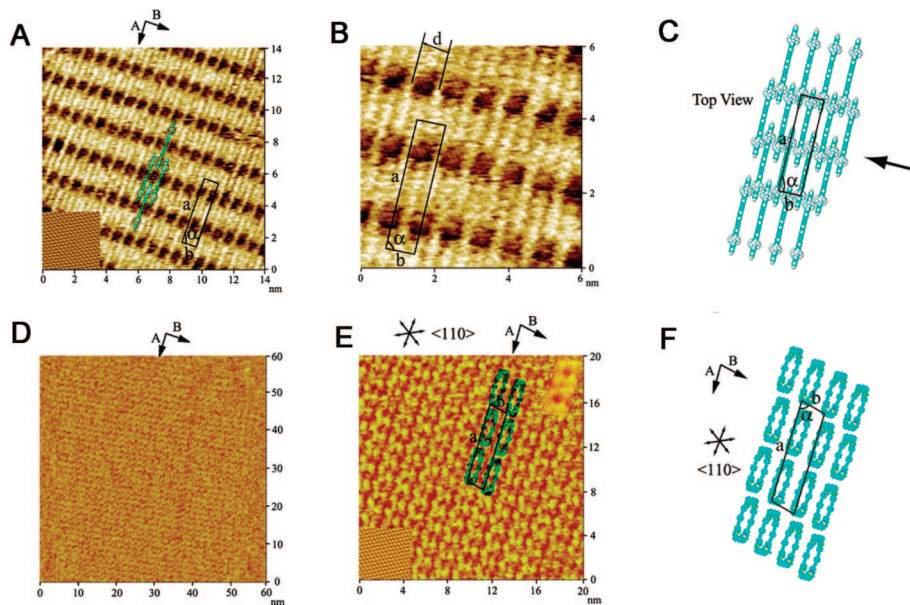 A
A B
14
12
10
8
6
4
2
0
0 2 4 6 8 10 12 14
nm
a
α
b
B
d
6
4
2
0
0 2 4 6
nm
a
α
b
C
Top View
a
α
b
D
A B
60
50
40
30
20
10
0
0 10 20 30 40 50 60
nm
E
<110>
A B
20
16
12
8
4
0
0 4 8 12 16 20
nm
b
a
α
F
A B
<110>
b
α
a